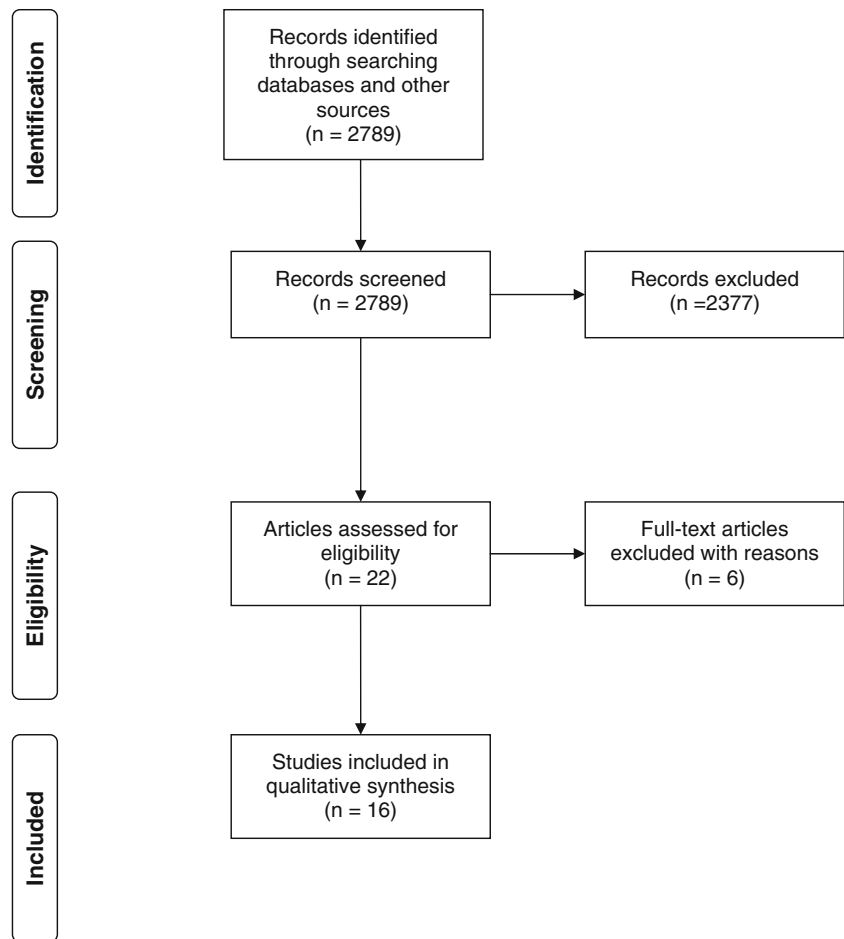 Identification
Records identified
through searching
databases and other
sources
(n = 2789)
Screening
Records screened
(n = 2789)
Records excluded
(n =2377)
Eligibility
Articles assessed for
eligibility
(n = 22)
Full-text articles
excluded with reasons
(n = 6)
Included
Studies included in
qualitative synthesis
(n = 16)